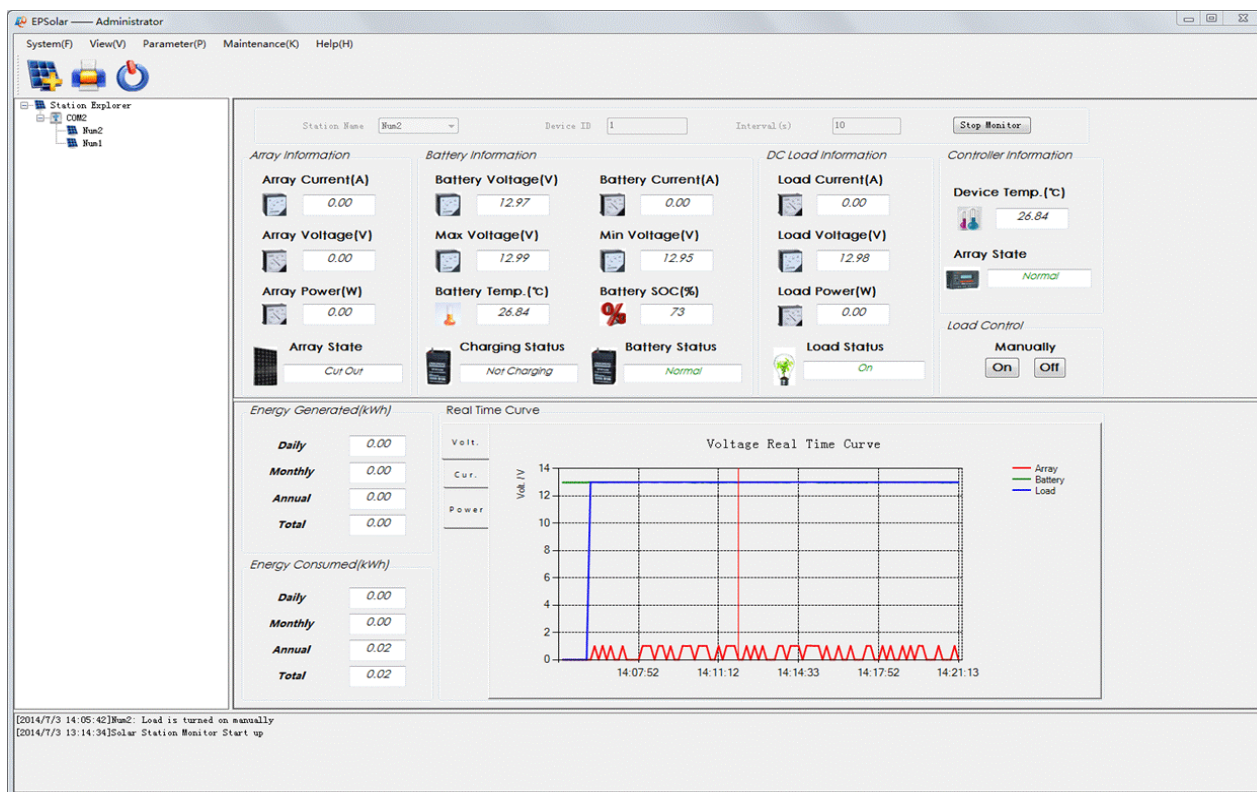 EPSolar —— Administrator
System(F) View(V) Parameter(P) Maintenance(K) Help(H)
Station Explorer
COM2
Num2
Num1
Station Name Num2 Device ID 1 Interval(s) 10 Stop Monitor
Array Information Battery Information DC Load Information Controller Information
Array Current(A) Battery Voltage(V) Battery Current(A) Load Current(A)
0.00 12.97 0.00 0.00
Device Temp.(℃)
26.84
Array Voltage(V) Max Voltage(V) Min Voltage(V) Load Voltage(V)
0.00 12.99 12.95 12.98
Array State
Normal
Array Power(W) Battery Temp.(℃) Battery SOC(%) Load Power(W)
0.00 26.84 % 73 0.00
Load Control
Array State Charging Status Battery Status Load Status Manually
Cut Out Not Charging Normal On On Off
Energy Generated(kWh)
Daily 0.00
Monthly 0.00
Annual 0.00
Total 0.00
Energy Consumed(kWh)
Daily 0.00
Monthly 0.00
Annual 0.02
Total 0.02
Real Time Curve
Volt.
Cur.
Power
Voltage Real Time Curve
Volt. /V
14
12
10
8
6
4
2
0
14:07:52 14:11:12 14:14:33 14:17:52 14:21:13
Array
Battery
Load
[2014/7/3 14:05:42]Num2: Load is turned on manually
[2014/7/3 13:14:34]Solar Station Monitor Start up